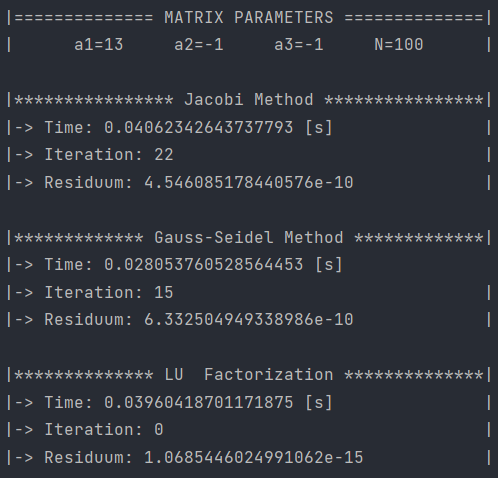 |============== MATRIX PARAMETERS ==============|
|      a1=13     a2=-1     a3=-1     N=100      |
|**************** Jacobi Method ****************|
|-> Time: 0.04062342643737793 [s]               |
|-> Iteration: 22                               |
|-> Residuum: 4.546085178440576e-10             |
|************* Gauss-Seidel Method *************|
|-> Time: 0.028053760528564453 [s]
|-> Iteration: 15                               |
|-> Residuum: 6.332504949338986e-10             |
|************** LU  Factorization **************|
|-> Time: 0.03960418701171875 [s]               |
|-> Iteration: 0                                |
|-> Residuum: 1.0685446024991062e-15            |